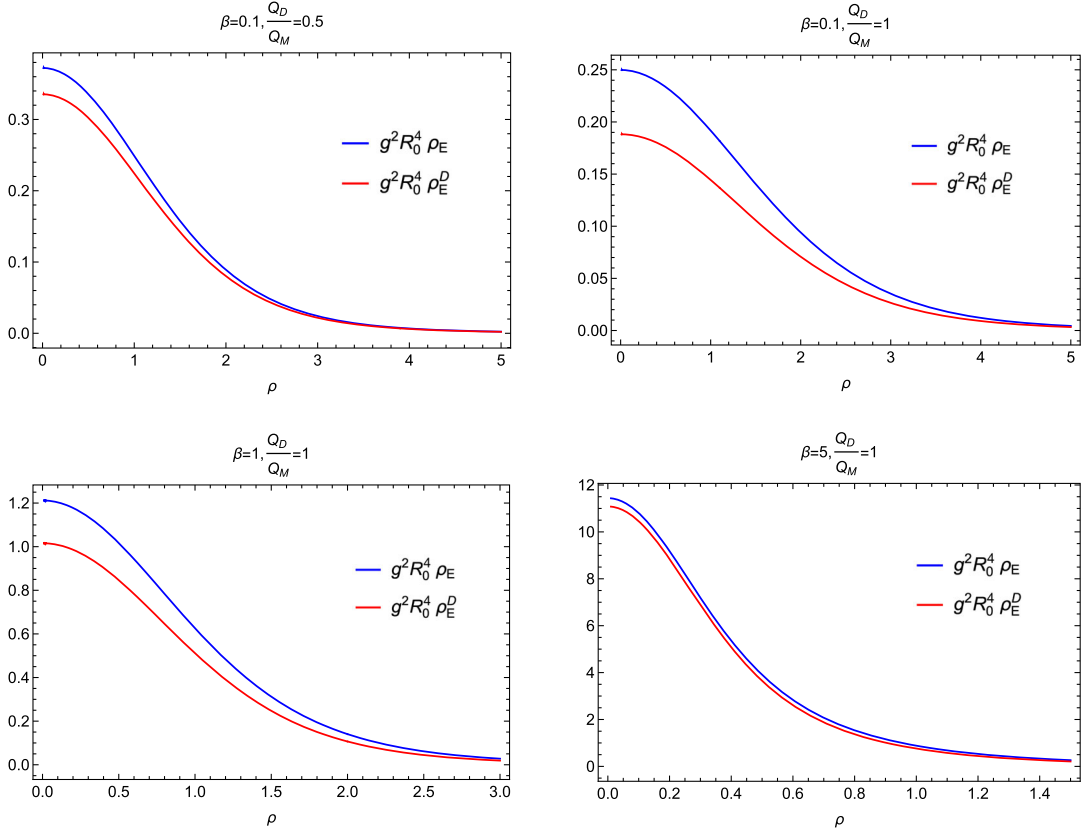 β=0.1, Q_D/Q_M=0.5
g²R₀⁴ ρ_E
g²R₀⁴ ρ_E^D
0.3
0.2
0.1
0.0
0 1 2 3 4 5
ρ
β=0.1, Q_D/Q_M=1
g²R₀⁴ ρ_E
g²R₀⁴ ρ_E^D
0.25
0.20
0.15
0.10
0.05
0.00
0 1 2 3 4 5
ρ
β=1, Q_D/Q_M=1
g²R₀⁴ ρ_E
g²R₀⁴ ρ_E^D
1.2
1.0
0.8
0.6
0.4
0.2
0.0
0.0 0.5 1.0 1.5 2.0 2.5 3.0
ρ
β=5, Q_D/Q_M=1
g²R₀⁴ ρ_E
g²R₀⁴ ρ_E^D
12
10
8
6
4
2
0
0.0 0.2 0.4 0.6 0.8 1.0 1.2 1.4
ρ